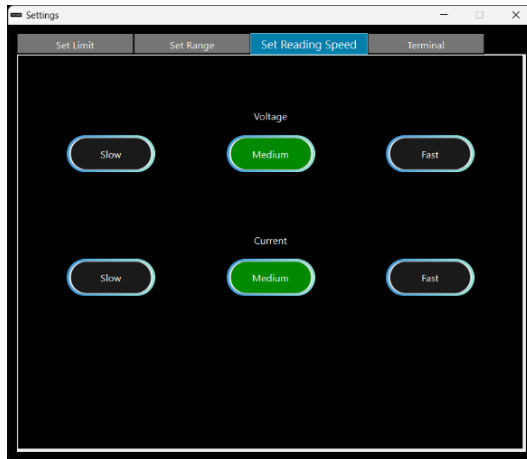 Settings
Set Limit Set Range Set Reading Speed Terminal
Voltage
Slow Medium Fast
Current
Slow Medium Fast